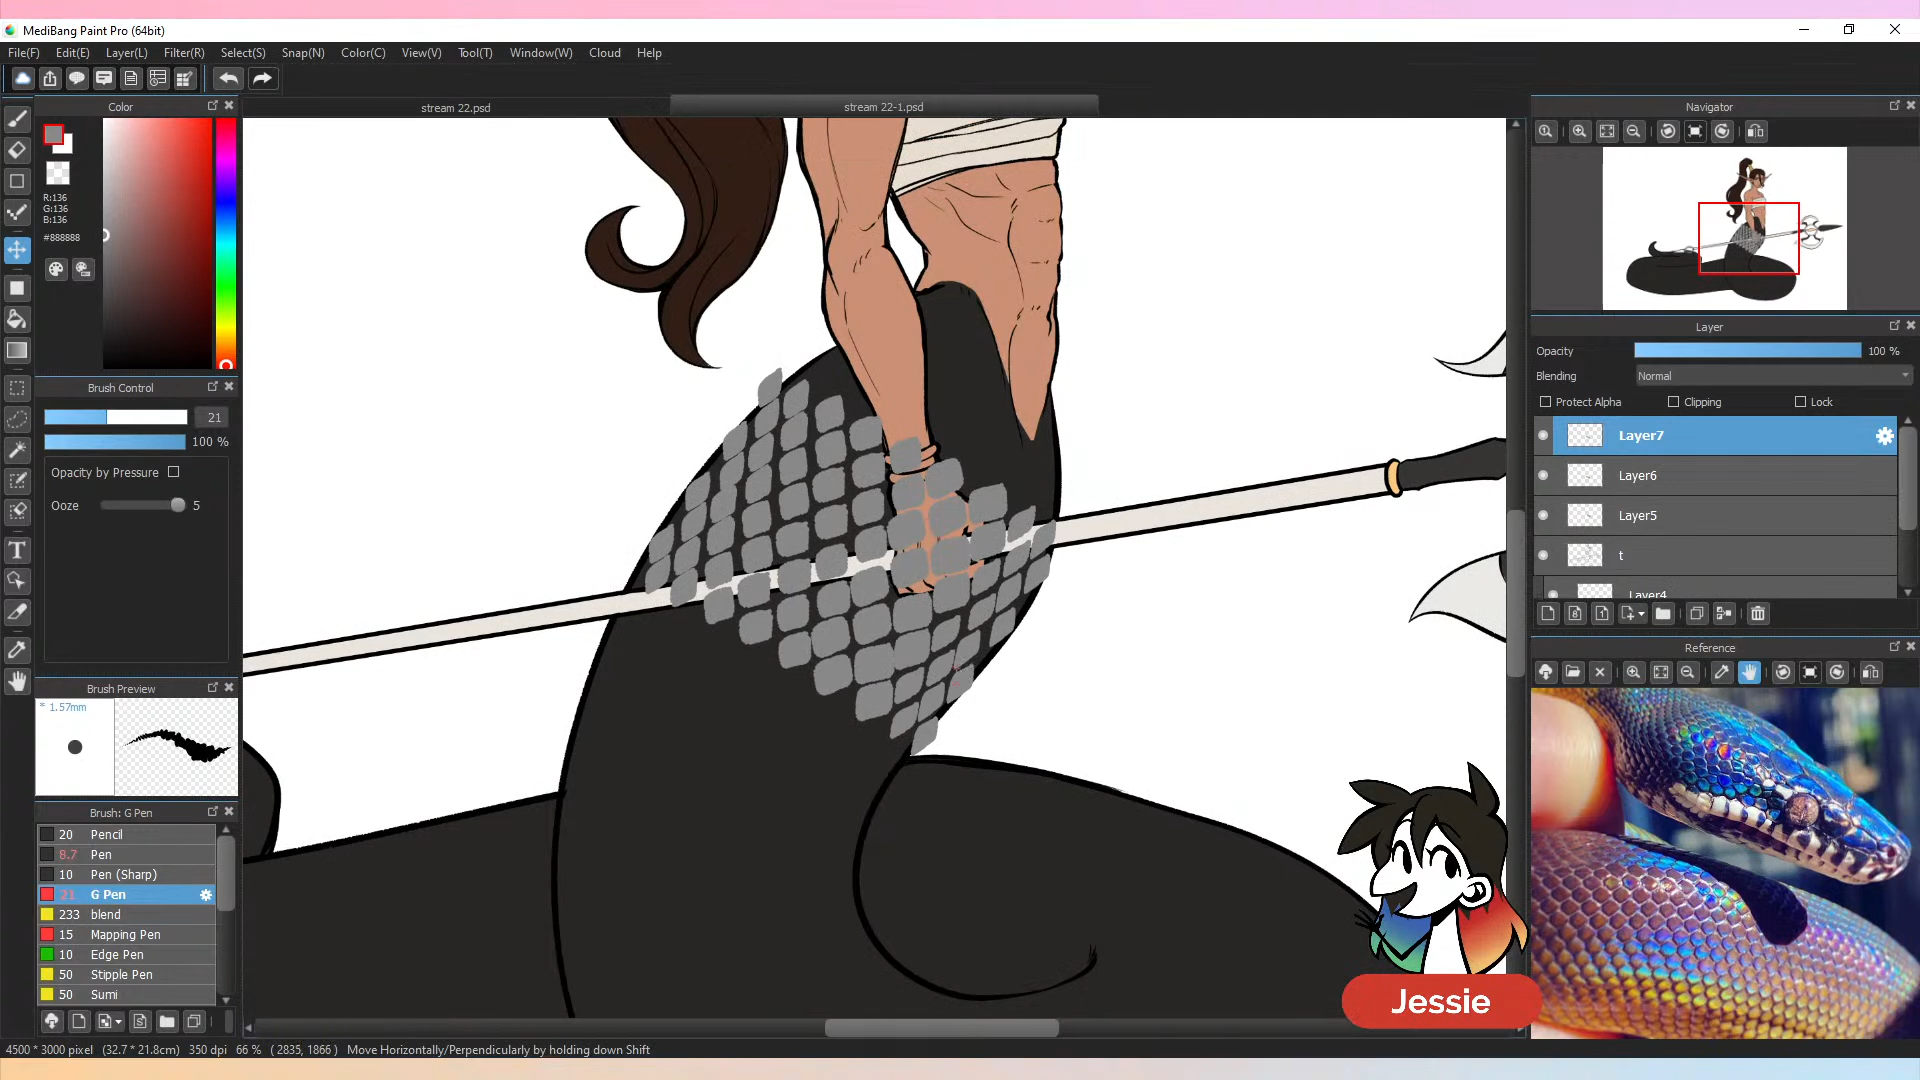 MediBang Paint Pro (64bit)
File(F) Edit(E) Layer(L) Filter(R) Select(S) Snap(N) Color(C) View(V) Tool(T) Window(W) Cloud Help
Color
stream 22.psd
stream 22-1.psd
Navigator
R:136
G:136
B:136
#888888
Layer
Opacity 100 %
Blending Normal
Protect Alpha Clipping Lock
Layer7
Layer6
Layer5
t
Layer4
Brush Control
21
100 %
Opacity by Pressure
Ooze 5
Reference
Brush Preview
* 1.57mm
Brush: G Pen
20 Pencil
8.7 Pen
10 Pen (Sharp)
21 G Pen
233 blend
15 Mapping Pen
10 Edge Pen
50 Stipple Pen
50 Sumi
Jessie
4500 * 3000 pixel (32.7 * 21.8cm) 350 dpi 66 % ( 2835, 1866 ) Move Horizontally/Perpendicularly by holding down Shift